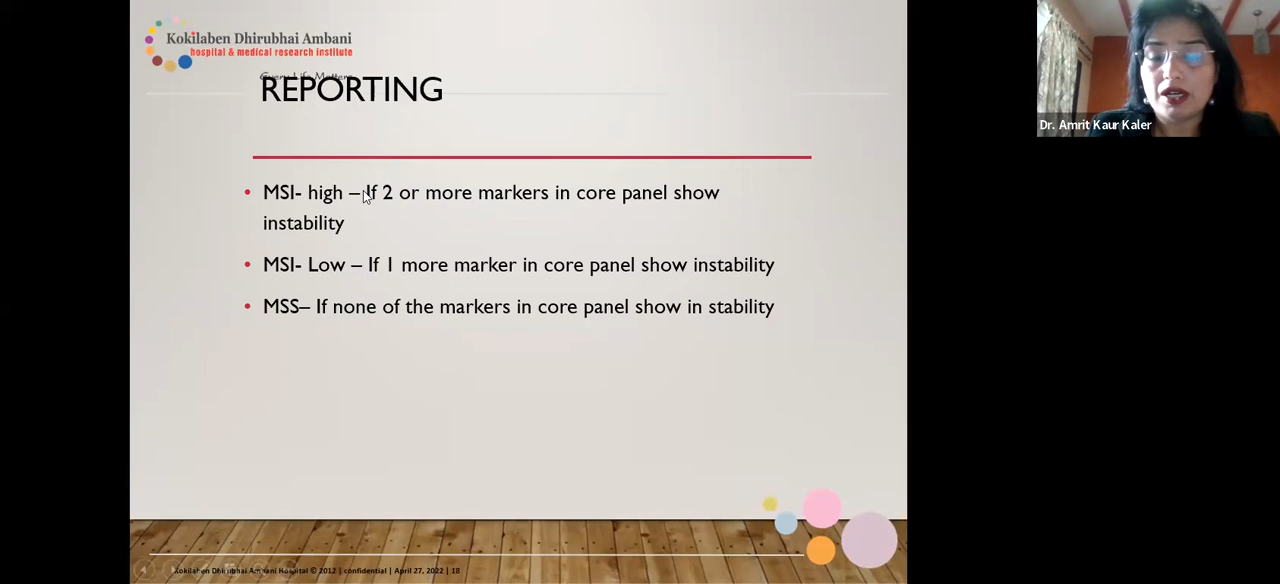 Kokilaben Dhirubhai Ambani
hospital & medical research institute
Every Life Matters
REPORTING
Dr. Amrit Kaur Kaler
• MSI- high – If 2 or more markers in core panel show
instability
• MSI- Low – If 1 more marker in core panel show instability
• MSS– If none of the markers in core panel show in stability
Kokilaben Dhirubhai Ambani Hospital © 2012 | confidential | April 27, 2022 | 18